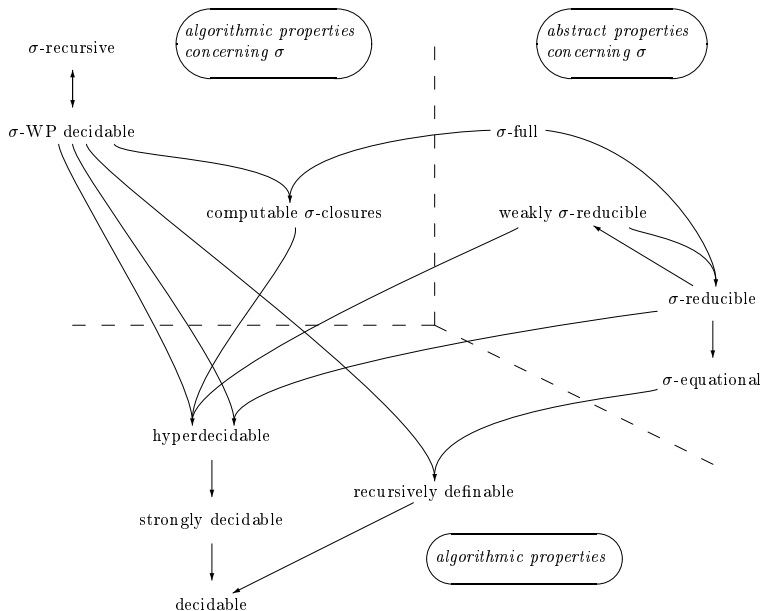 algorithmic properties
concerning σ
abstract properties
concerning σ
σ-recursive
σ-WP decidable
σ-full
computable σ-closures
weakly σ-reducible
σ-reducible
σ-equational
hyperdecidable
recursively definable
strongly decidable
algorithmic properties
decidable